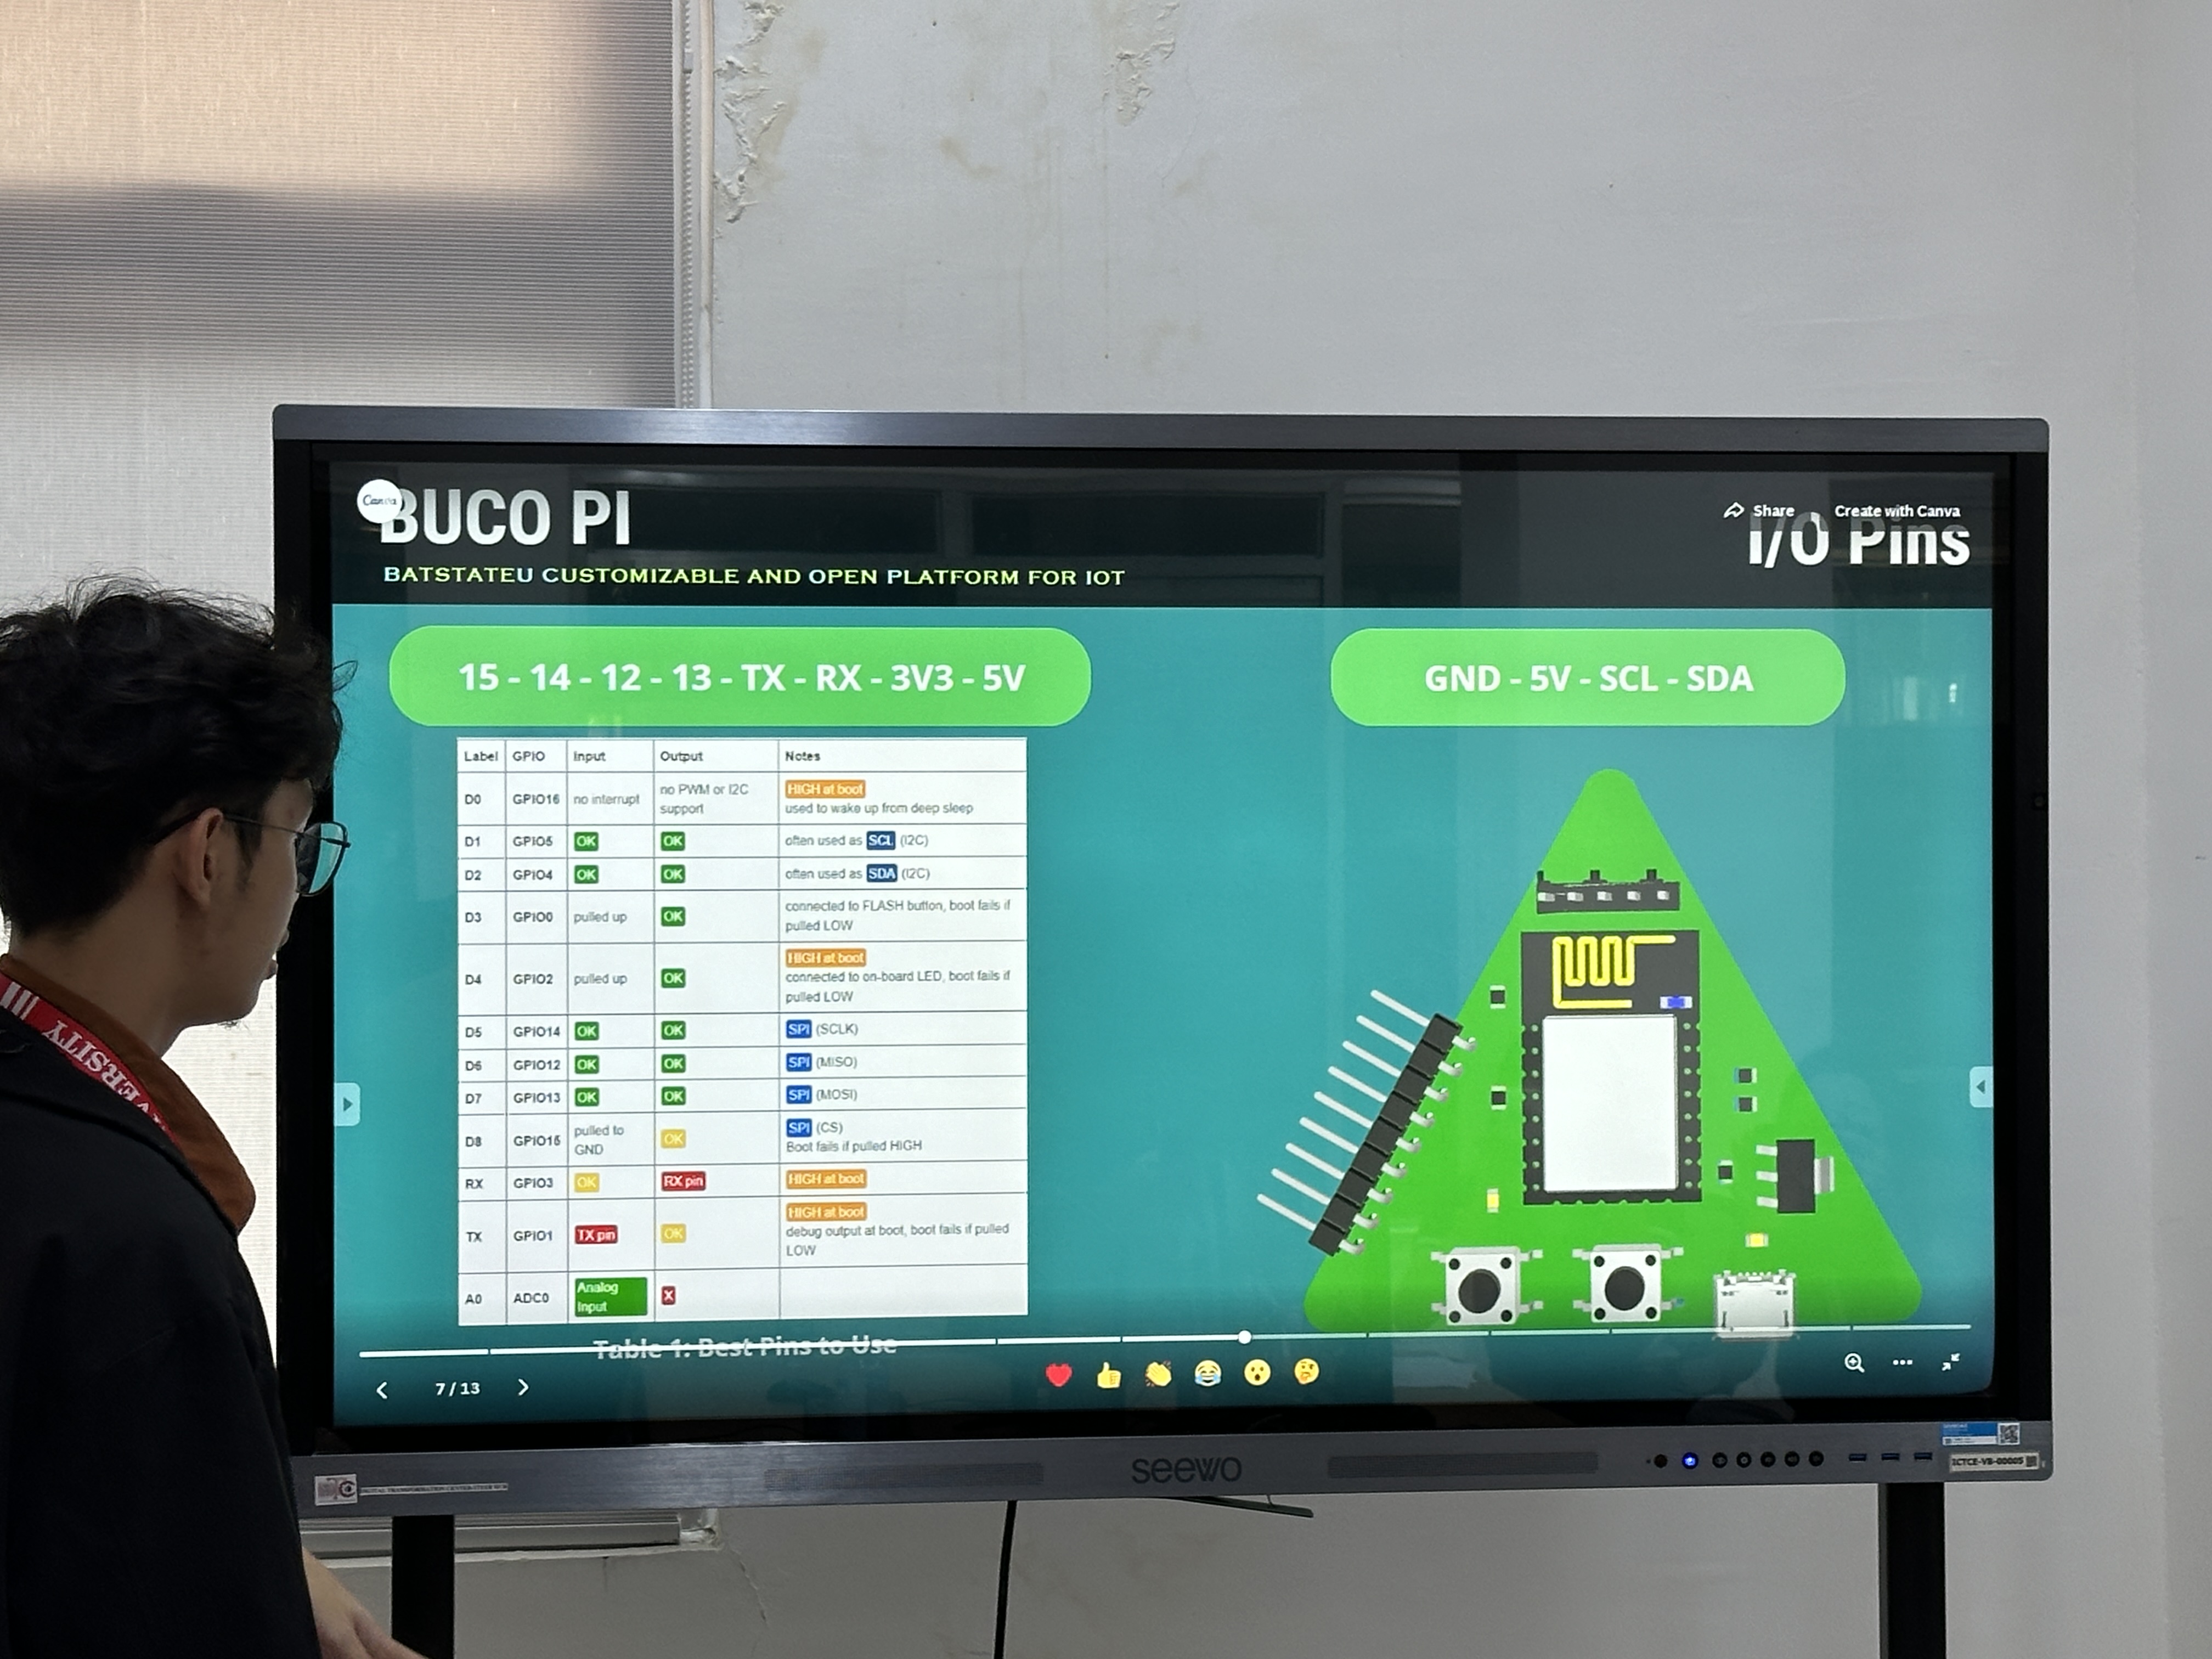 Canva
BUCO PI
BATSTATEU CUSTOMIZABLE AND OPEN PLATFORM FOR IOT
Share
Create with Canva
I/O Pins
15 - 14 - 12 - 13 - TX - RX - 3V3 - 5V
GND - 5V - SCL - SDA
Label GPIO Input Output Notes
D0 GPIO16 no interrupt no PWM or I2C support HIGH at boot used to wake up from deep sleep
D1 GPIO5 OK OK often used as SCL (I2C)
D2 GPIO4 OK OK often used as SDA (I2C)
D3 GPIO0 pulled up OK connected to FLASH button, boot fails if pulled LOW
D4 GPIO2 pulled up OK HIGH at boot connected to on-board LED, boot fails if pulled LOW
D5 GPIO14 OK OK SPI (SCLK)
D6 GPIO12 OK OK SPI (MISO)
D7 GPIO13 OK OK SPI (MOSI)
D8 GPIO15 pulled to GND OK SPI (CS) Boot fails if pulled HIGH
RX GPIO3 OK RX pin HIGH at boot
TX GPIO1 TX pin OK HIGH at boot debug output at boot, boot fails if pulled LOW
A0 ADC0 Analog Input X
Table 1: Best Pins to Use
7 / 13
seewo
ICTCE-VB-00005
VERSITY